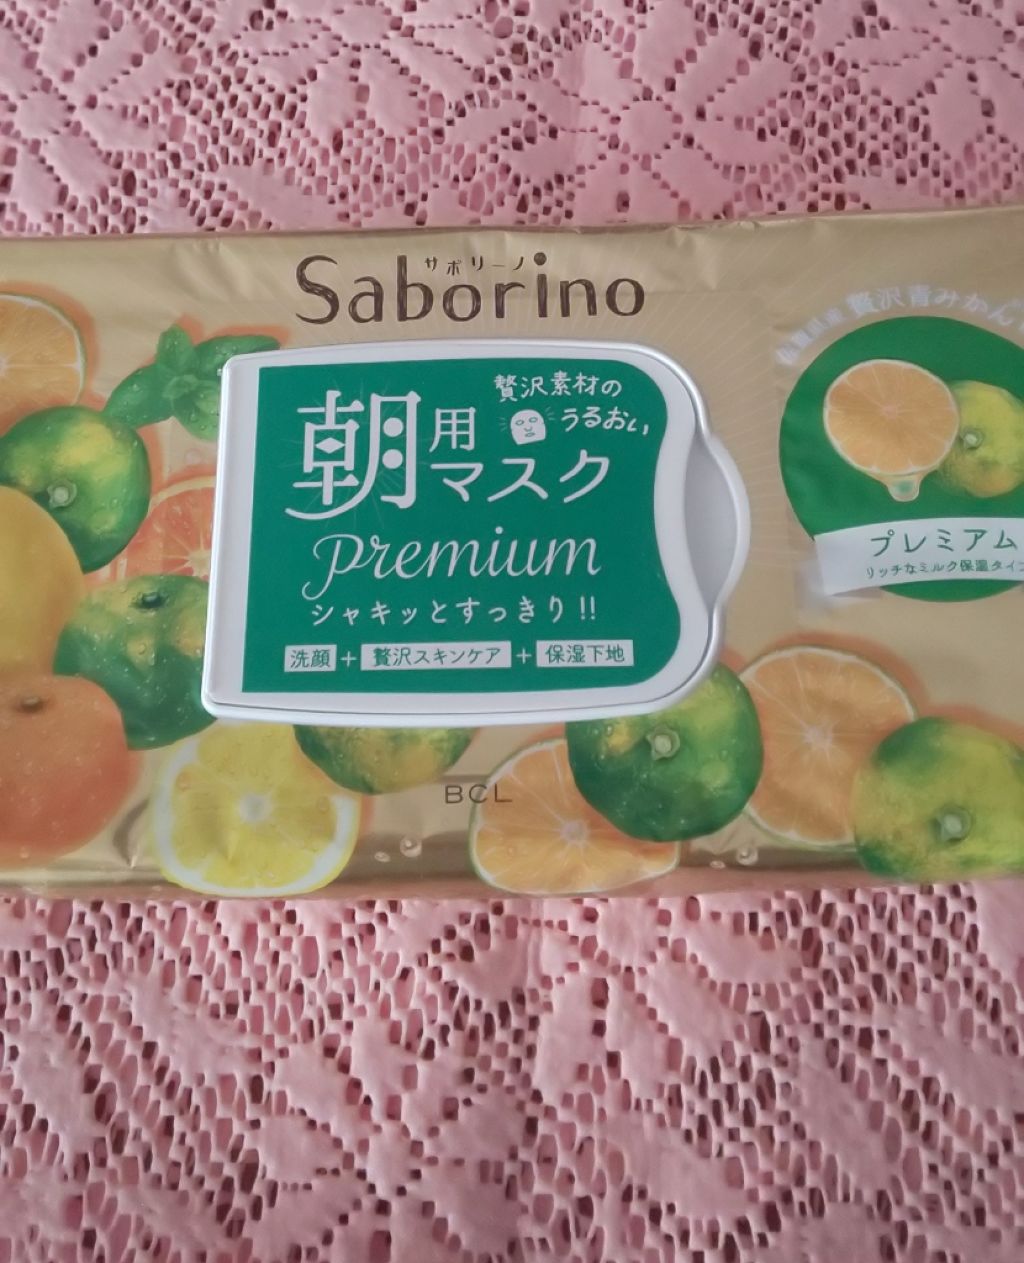 サボリーノ
Saborino
贅沢素材の
うるおい
朝用
マスク
Premium
シャキッとすっきり!!
洗顔 + 贅沢スキンケア + 保湿下地
贅沢青みかん
プレミアム
リッチなミルク保湿タイプ
BCL